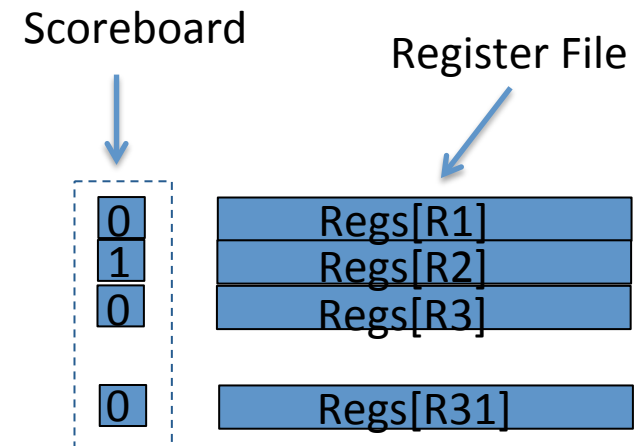 Scoreboard
Register File
0 Regs[R1]
1 Regs[R2]
0 Regs[R3]
0 Regs[R31]